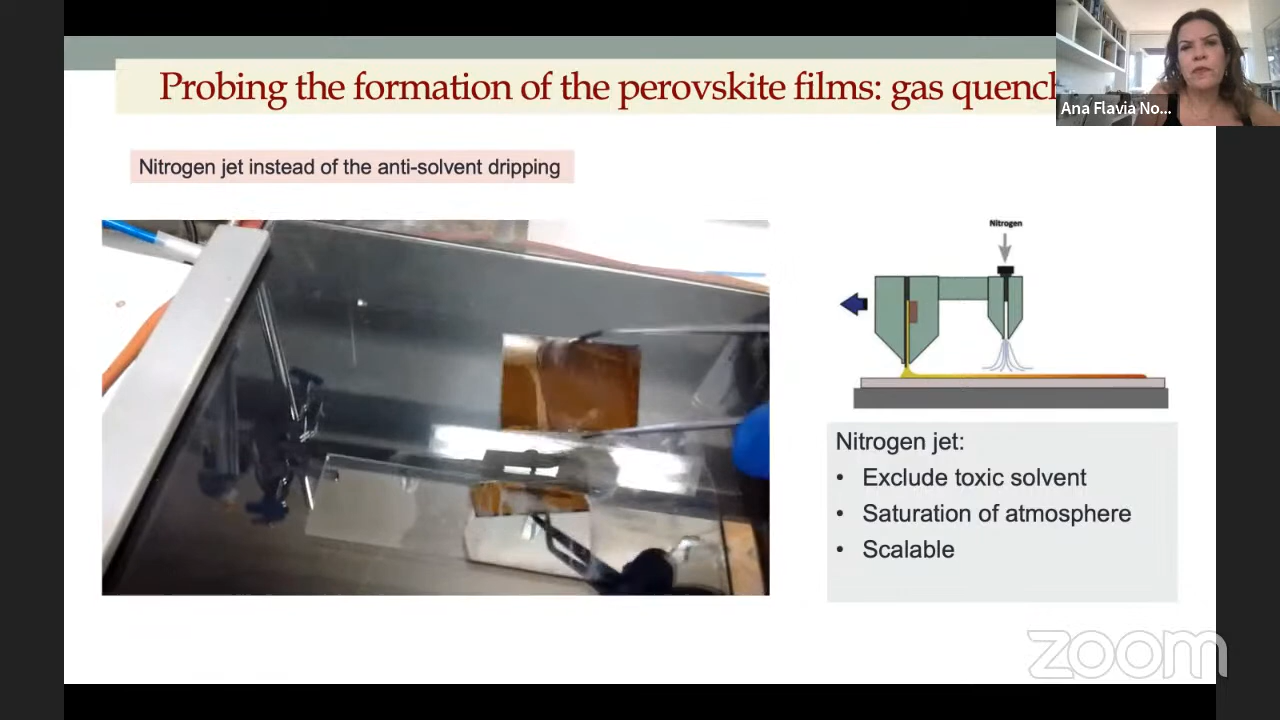 Probing the formation of the perovskite films: gas quench
Ana Flavia No...
Nitrogen jet instead of the anti-solvent dripping
Nitrogen
Nitrogen jet:
• Exclude toxic solvent
• Saturation of atmosphere
• Scalable
zoom